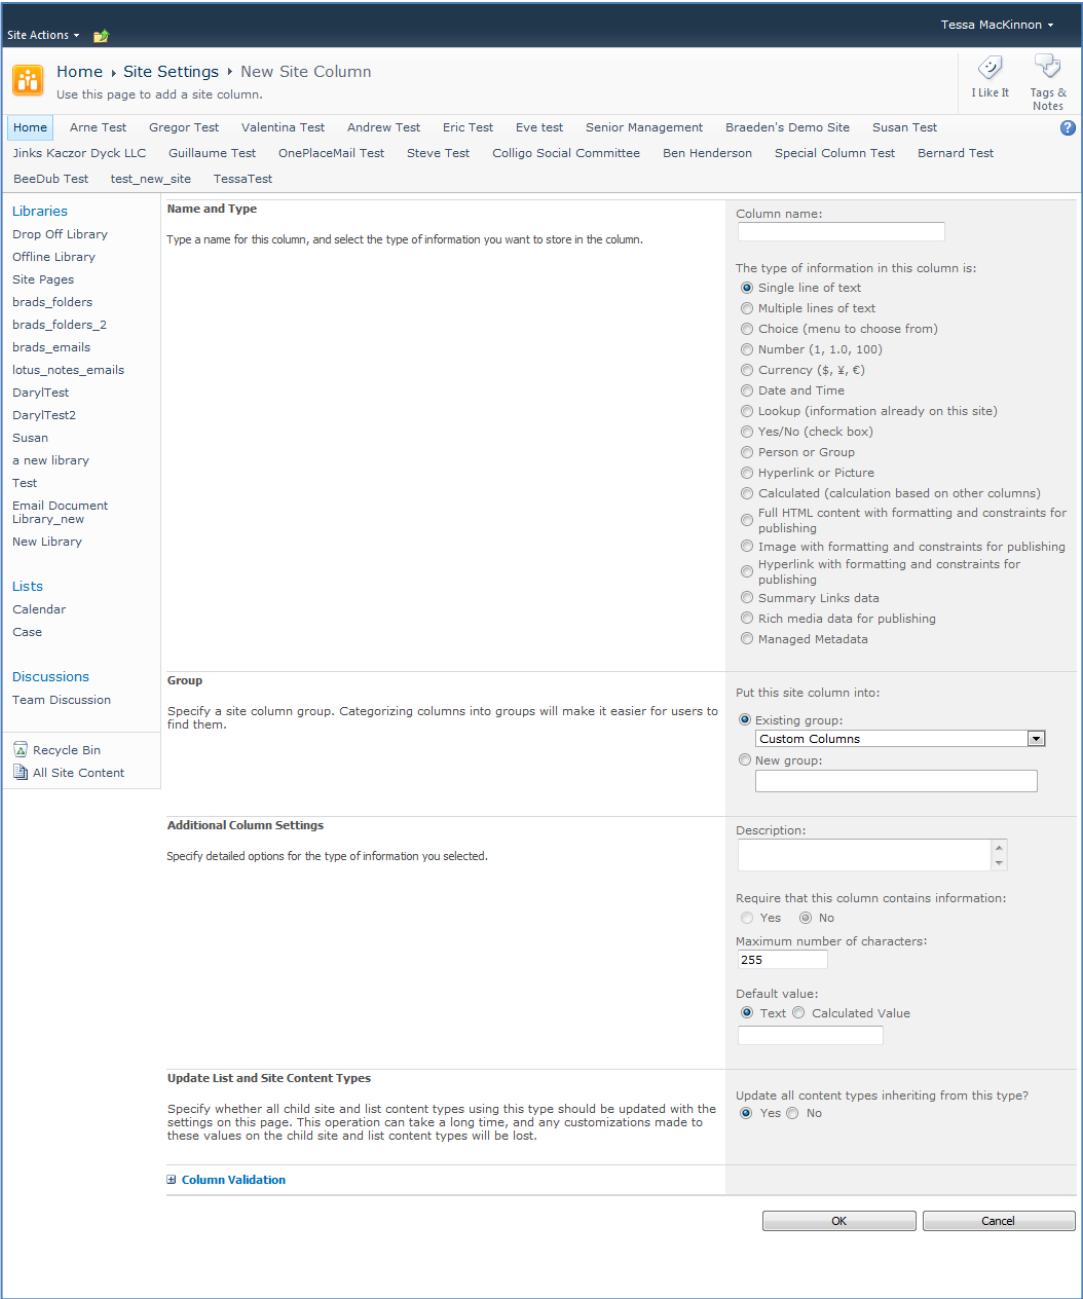 Tessa MacKinnon
Site Actions
Home ▸ Site Settings ▸ New Site Column
Use this page to add a site column.
I Like It
Tags &
Notes
Home Arne Test Gregor Test Valentina Test Andrew Test Eric Test Eve test Senior Management Braeden's Demo Site Susan Test
Jinks Kaczor Dyck LLC Guillaume Test OnePlaceMail Test Steve Test Colligo Social Committee Ben Henderson Special Column Test Bernard Test
BeeDub Test test_new_site TessaTest
Libraries
Drop Off Library
Offline Library
Site Pages
brads_folders
brads_folders_2
brads_emails
lotus_notes_emails
DarylTest
DarylTest2
Susan
a new library
Test
Email Document
Library_new
New Library
Lists
Calendar
Case
Discussions
Team Discussion
Recycle Bin
All Site Content
Name and Type
Type a name for this column, and select the type of information you want to store in the column.
Column name:
The type of information in this column is:
Single line of text
Multiple lines of text
Choice (menu to choose from)
Number (1, 1.0, 100)
Currency ($, ¥, €)
Date and Time
Lookup (information already on this site)
Yes/No (check box)
Person or Group
Hyperlink or Picture
Calculated (calculation based on other columns)
Full HTML content with formatting and constraints for
publishing
Image with formatting and constraints for publishing
Hyperlink with formatting and constraints for
publishing
Summary Links data
Rich media data for publishing
Managed Metadata
Group
Specify a site column group. Categorizing columns into groups will make it easier for users to
find them.
Put this site column into:
Existing group:
Custom Columns
New group:
Additional Column Settings
Specify detailed options for the type of information you selected.
Description:
Require that this column contains information:
Yes No
Maximum number of characters:
255
Default value:
Text Calculated Value
Update List and Site Content Types
Specify whether all child site and list content types using this type should be updated with the
settings on this page. This operation can take a long time, and any customizations made to
these values on the child site and list content types will be lost.
Update all content types inheriting from this type?
Yes No
Column Validation
OK Cancel